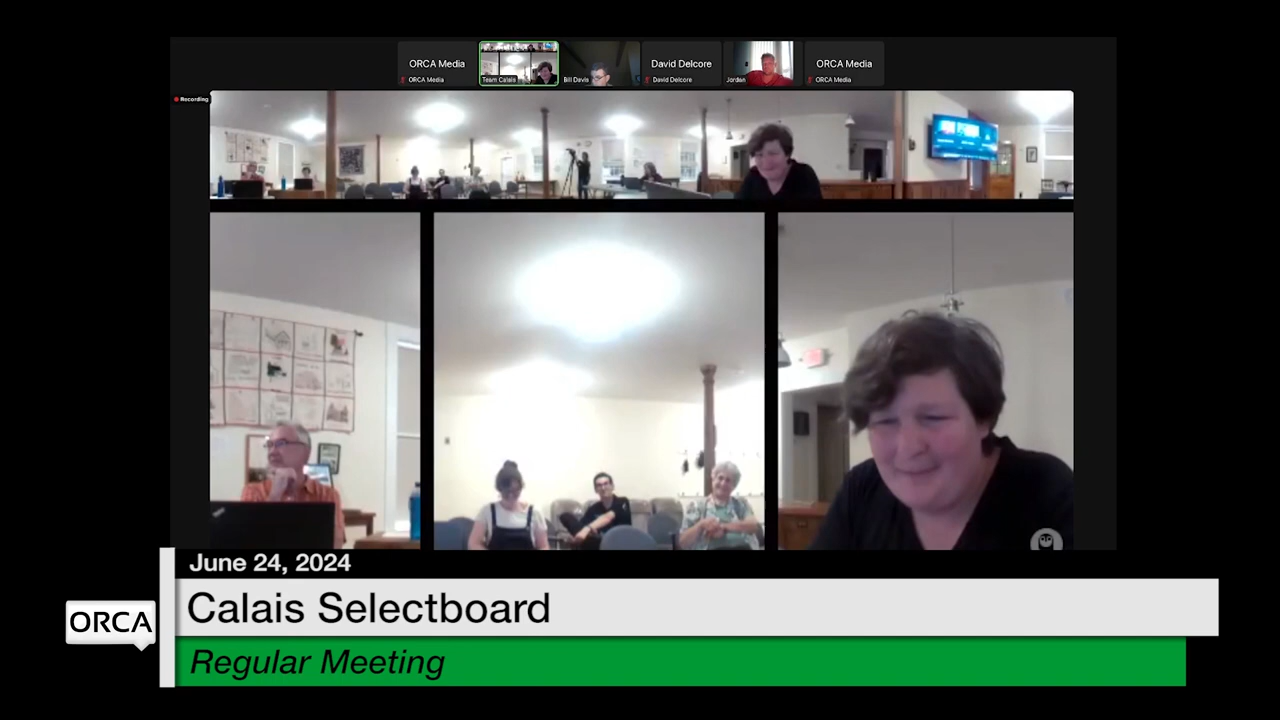 ORCA Media
ORCA Media
Team Calais
Bill Davis
David Delcore
David Delcore
Jordan
ORCA Media
ORCA Media
Recording
June 24, 2024
Calais Selectboard
ORCA
Regular Meeting